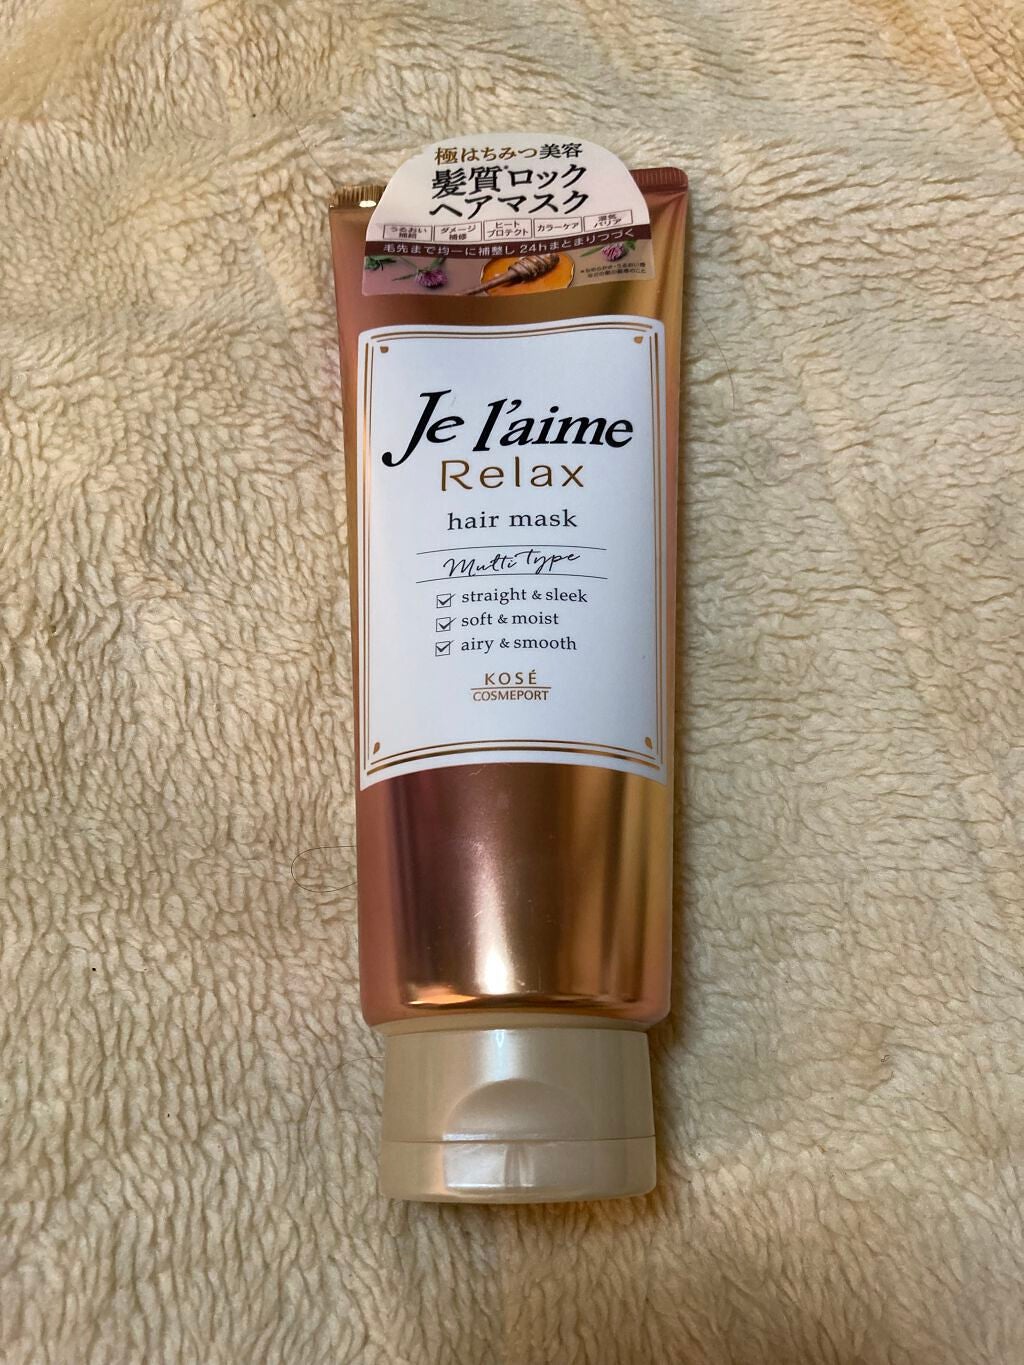 極はちみつ美容
髪質*ロック
ヘアマスク
うるおい補給 ダメージ補修 ヒートプロテクト カラーケア 湿気バリア
毛先まで均一に補整し 24hまとまりつづく
Je l'aime
Relax
hair mask
Multi Type
straight & sleek
soft & moist
airy & smooth
KOSÉ
COSMEPORT